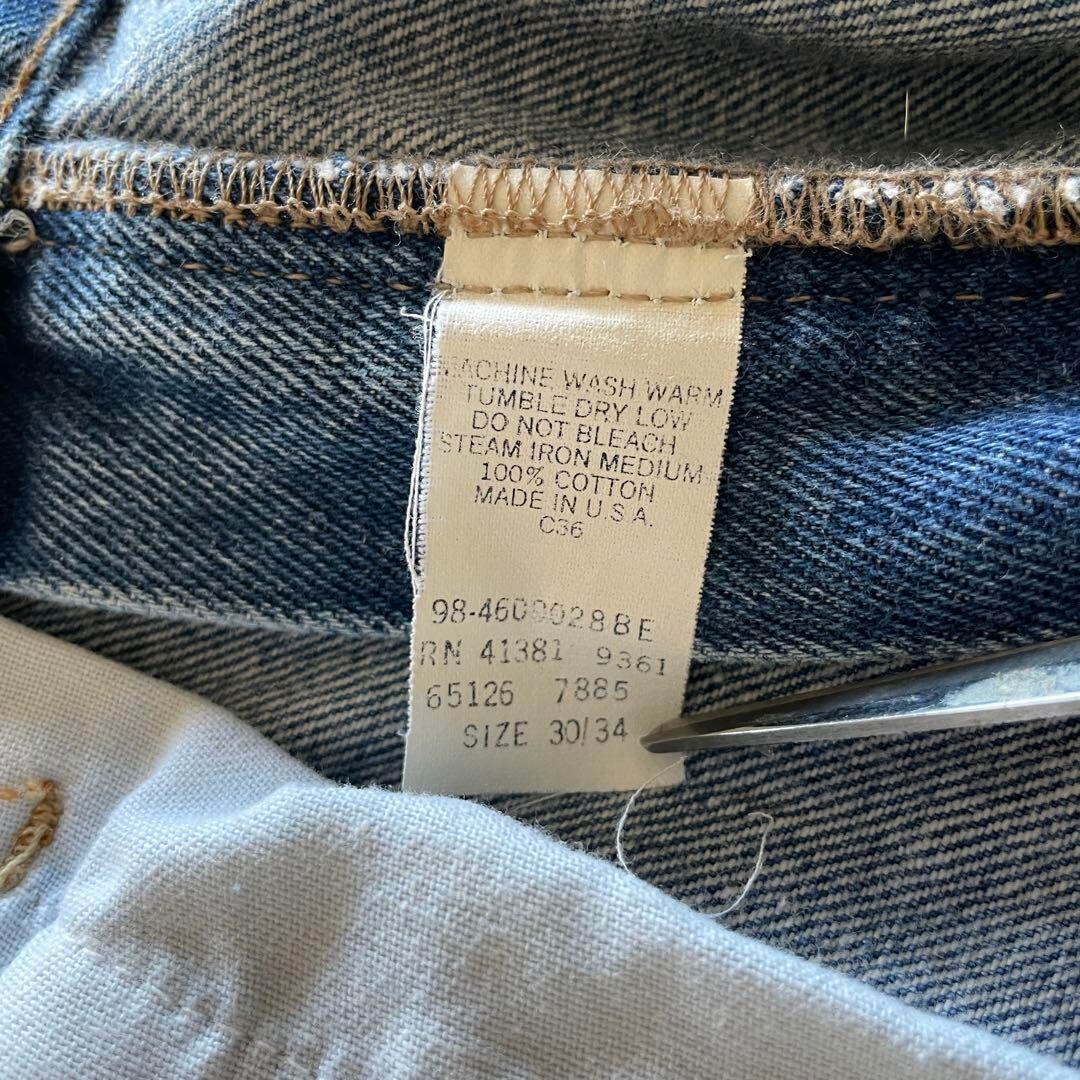 MACHINE WASH WARM
TUMBLE DRY LOW
DO NOT BLEACH
STEAM IRON MEDIUM
100% COTTON
MADE IN U.S.A.
C36
98-4600028BE
RN 41381 9361
65126 7885
SIZE 30/34